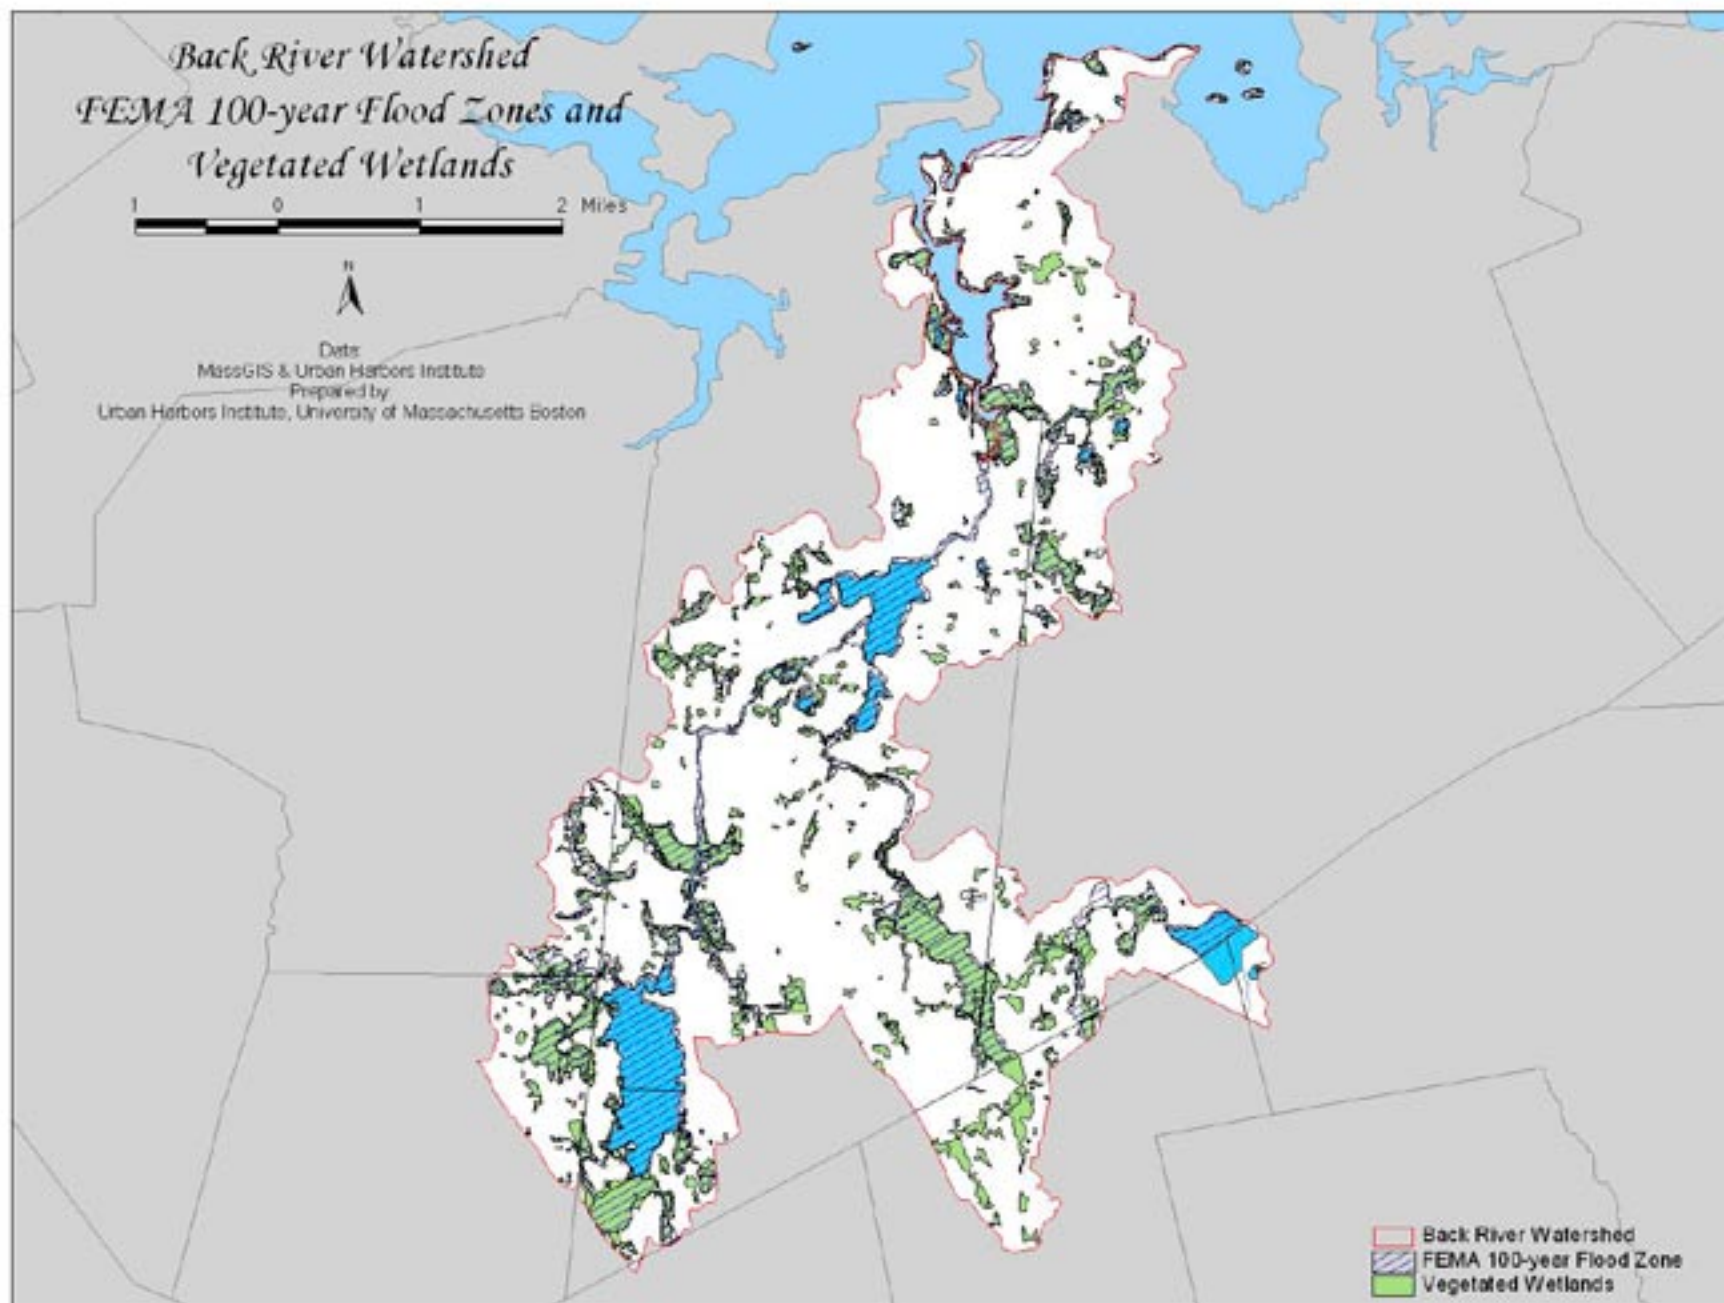 Back River Watershed
FEMA 100-year Flood Zones and
Vegetated Wetlands
1 0 1 2 Miles
N
Data:
MassGIS & Urban Harbors Institute
Prepared by
Urban Harbors Institute, University of Massachusetts Boston
Back River Watershed
FEMA 100-year Flood Zone
Vegetated Wetlands